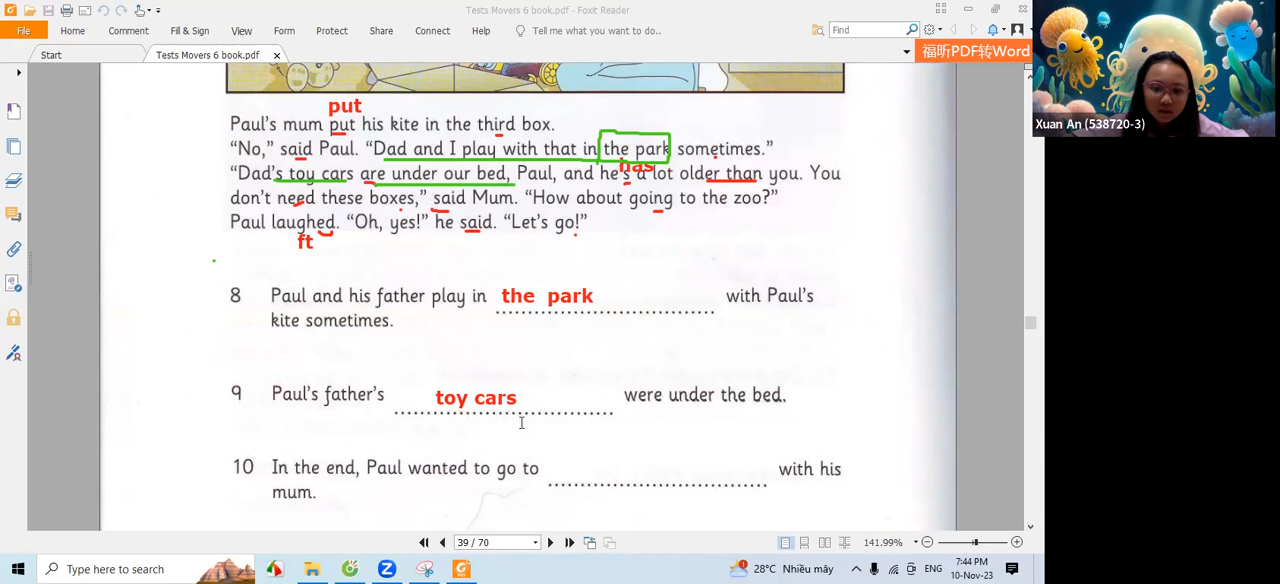 Tests Movers 6 book.pdf - Foxit Reader
File Home Comment Fill & Sign View Form Protect Share Connect Help Tell me what you want to do.. Find
Start Tests Movers 6 book.pdf
福昕PDF转Word
put
Paul's mum put his kite in the third box.
"No," said Paul. "Dad and I play with that in the park sometimes."
has
"Dad's toy cars are under our bed, Paul, and he's a lot older than you. You
don't need these boxes," said Mum. "How about going to the zoo?"
Paul laughed. "Oh, yes!" he said. "Let's go!"
ft
8 Paul and his father play in the park with Paul's
kite sometimes.
9 Paul's father's toy cars were under the bed.
10 In the end, Paul wanted to go to with his
mum.
Xuan An (538720-3)
39 / 70 141.99%
Type here to search 28°C Nhiều mây ENG 7:44 PM
10-Nov-23